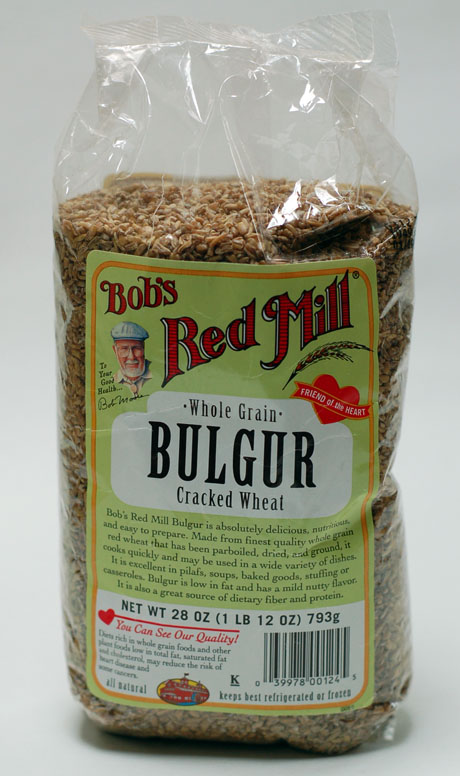 Bob's
Red Mill®
To
Your
Good
Health...
Bob Moore
FRIEND of the HEART
·Whole Grain·
BULGUR
Cracked Wheat
Bob's Red Mill Bulgur is absolutely delicious, nutritious,
and easy to prepare. Made from finest quality whole grain
red wheat that has been parboiled, dried, and ground, it
cooks quickly and may be used in a wide variety of dishes.
It is excellent in pilafs, soups, baked goods, stuffing or
casseroles. Bulgur is low in fat and has a mild nutty flavor.
It is also a great source of dietary fiber and protein.
NET WT 28 OZ (1 LB 12 OZ) 793g
You Can See Our Quality!
Diets rich in whole grain foods and other
plant foods low in total fat, saturated fat
and cholesterol, may reduce the risk of
heart disease and
some cancers.
all natural
K
0 39978 00124 5
keeps best refrigerated or frozen